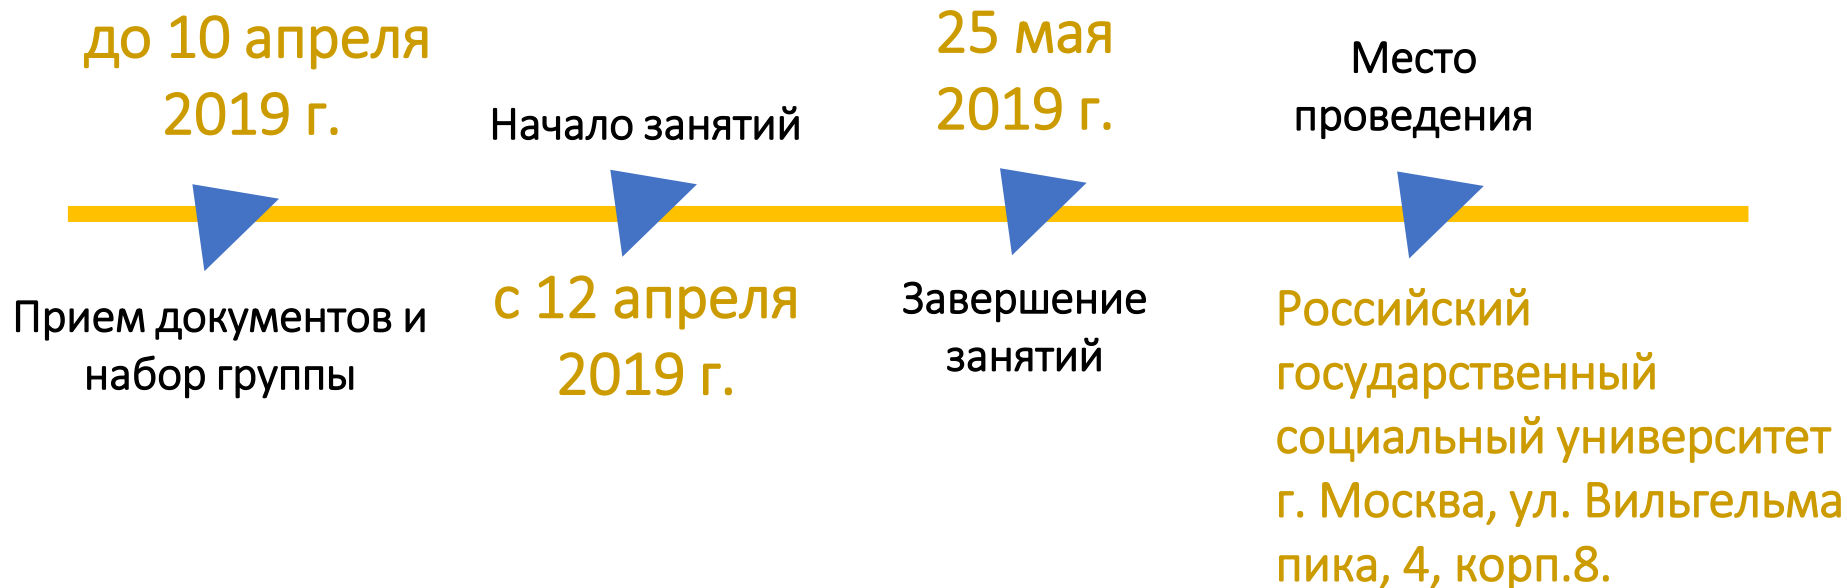 до 10 апреля
2019 г.
Прием документов и
набор группы
Начало занятий
с 12 апреля
2019 г.
25 мая
2019 г.
Завершение
занятий
Место
проведения
Российский
государственный
социальный университет
г. Москва, ул. Вильгельма
пика, 4, корп.8.